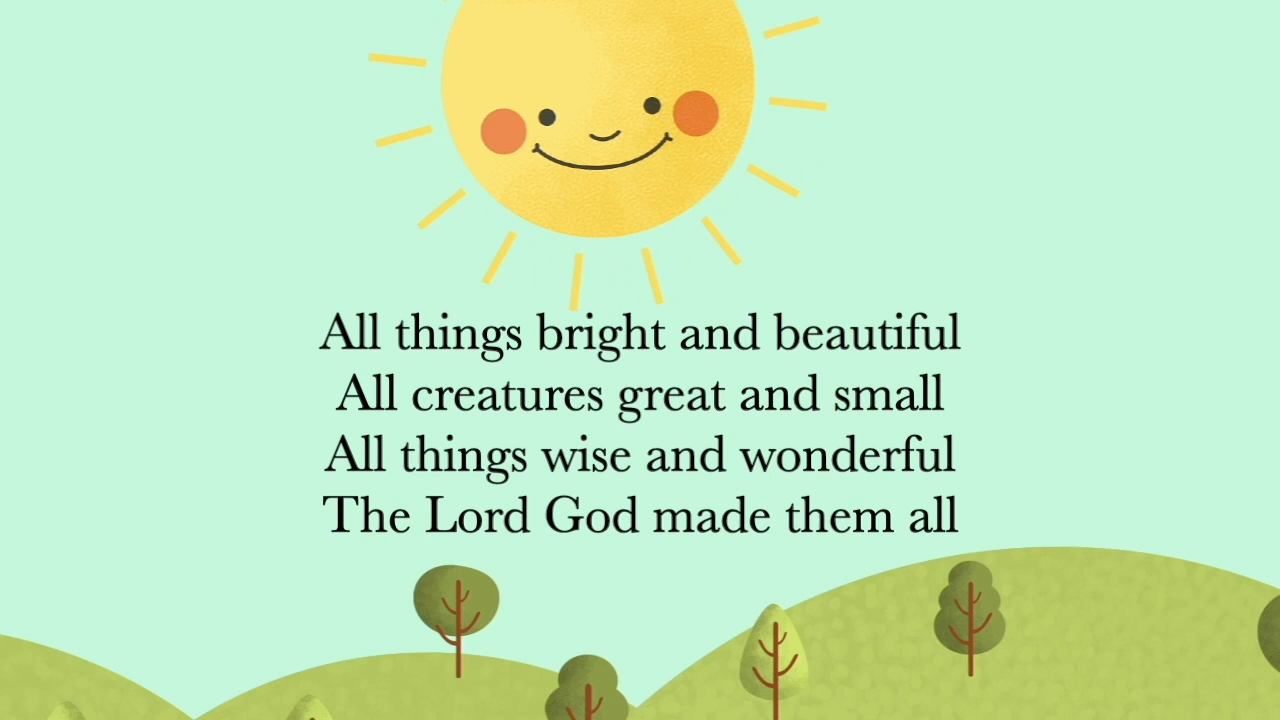 All things bright and beautiful
All creatures great and small
All things wise and wonderful
The Lord God made them all